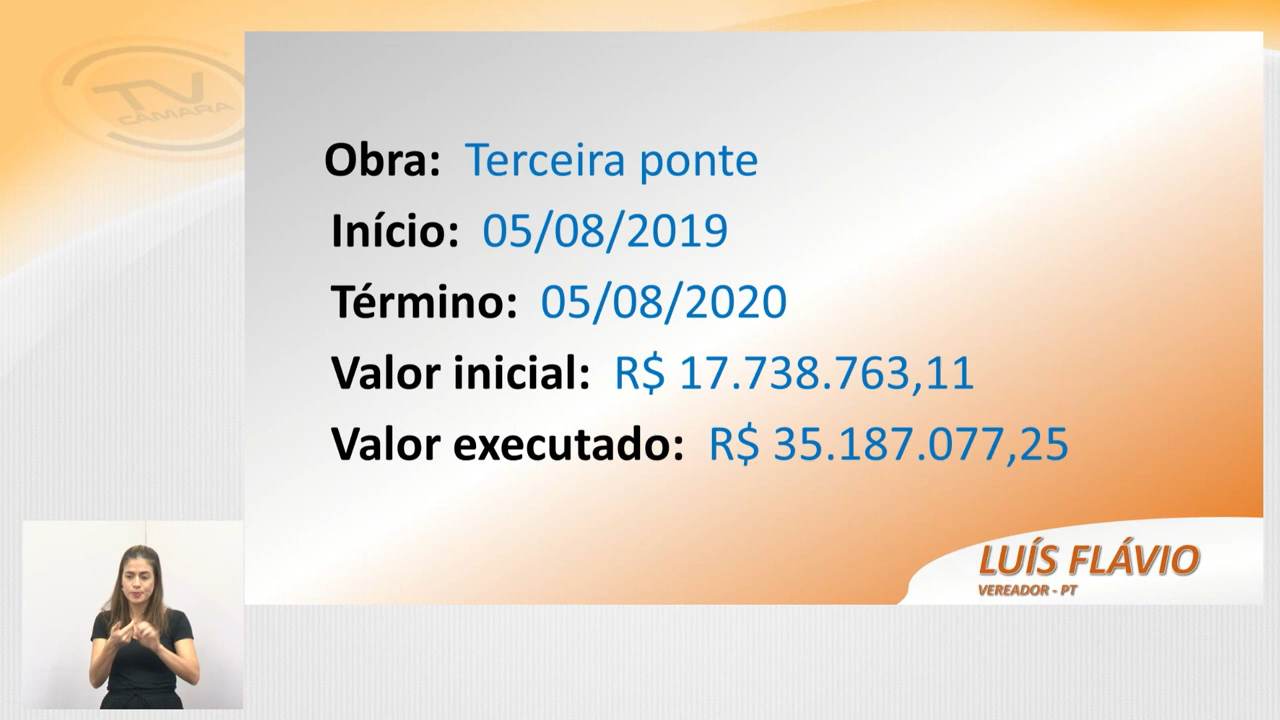 TV
CÂMARA
Obra: Terceira ponte
Início: 05/08/2019
Término: 05/08/2020
Valor inicial: R$ 17.738.763,11
Valor executado: R$ 35.187.077,25
LUÍS FLÁVIO
VEREADOR - PT